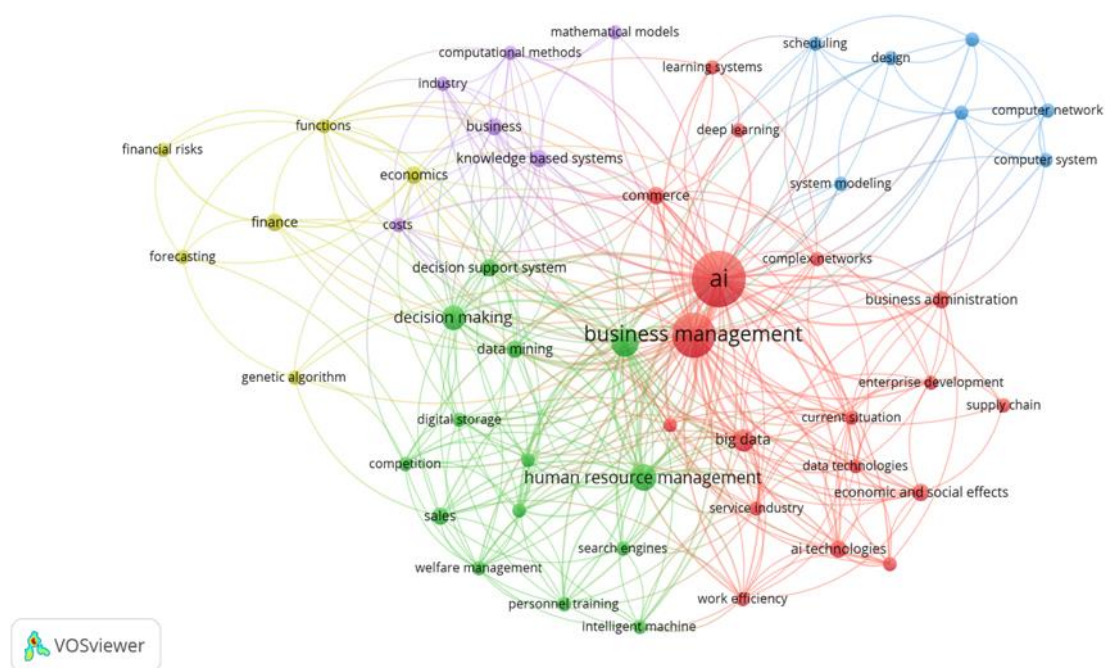 mathematical models
scheduling
computational methods
design
learning systems
industry
computer network
functions
business
deep learning
financial risks
knowledge based systems
computer system
economics
system modeling
commerce
finance
costs
forecasting
decision support system
complex networks
ai
business administration
decision making
business management
data mining
genetic algorithm
enterprise development
supply chain
digital storage
current situation
big data
competition
data technologies
human resource management
economic and social effects
service industry
sales
search engines
ai technologies
welfare management
work efficiency
personnel training
intelligent machine
VOSviewer